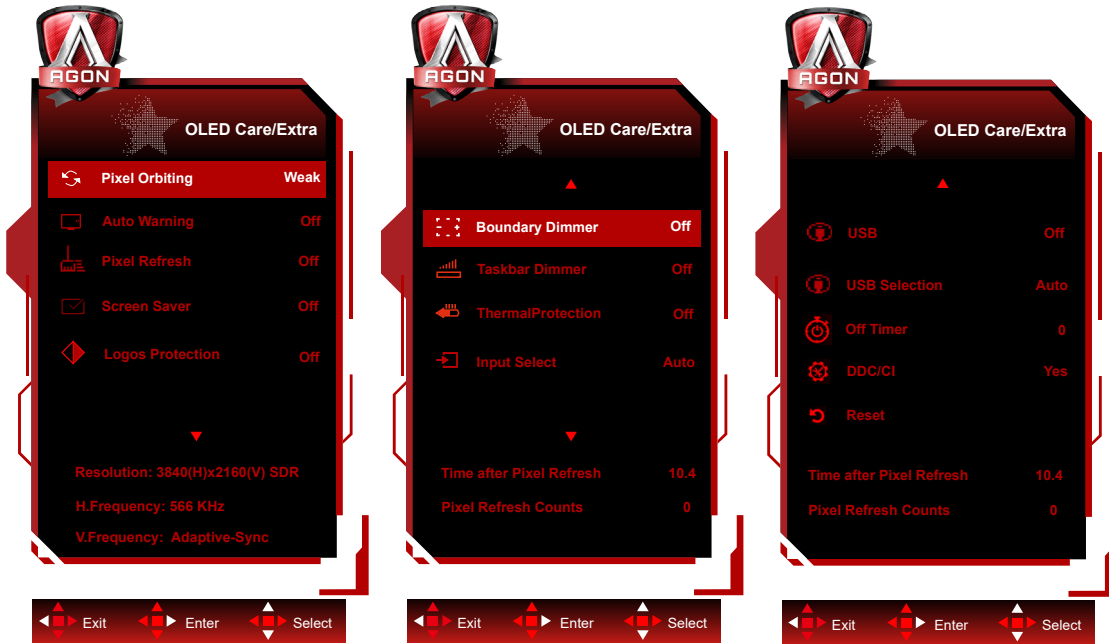 AGON
OLED Care/Extra
Pixel Orbiting Weak
Auto Warning Off
Pixel Refresh Off
Screen Saver Off
Logos Protection Off
Resolution: 3840(H)x2160(V) SDR
H.Frequency: 566 KHz
V.Frequency: Adaptive-Sync
Exit Enter Select
AGON
OLED Care/Extra
Boundary Dimmer Off
Taskbar Dimmer Off
ThermalProtection Off
Input Select Auto
Time after Pixel Refresh 10.4
Pixel Refresh Counts 0
Exit Enter Select
AGON
OLED Care/Extra
USB Off
USB Selection Auto
Off Timer 0
DDC/CI Yes
Reset
Time after Pixel Refresh 10.4
Pixel Refresh Counts 0
Exit Enter Select